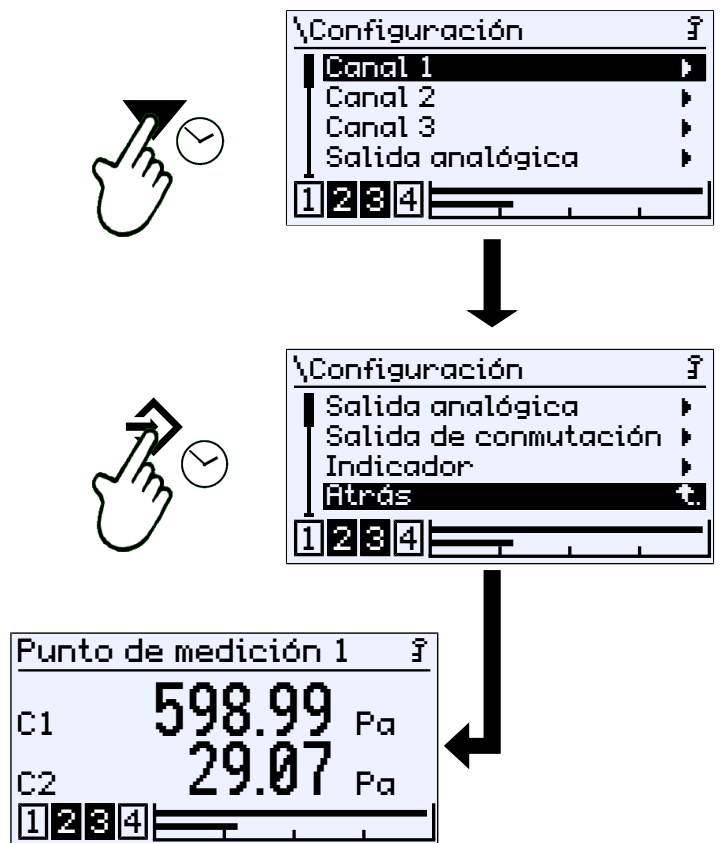 \Configuración
Canal 1
Canal 2
Canal 3
Salida analógica
1 2 3 4
\Configuración
Salida analógica
Salida de conmutación
Indicador
Atrás
1 2 3 4
Punto de medición 1
C1 598.99 Pa
C2 29.07 Pa
1 2 3 4